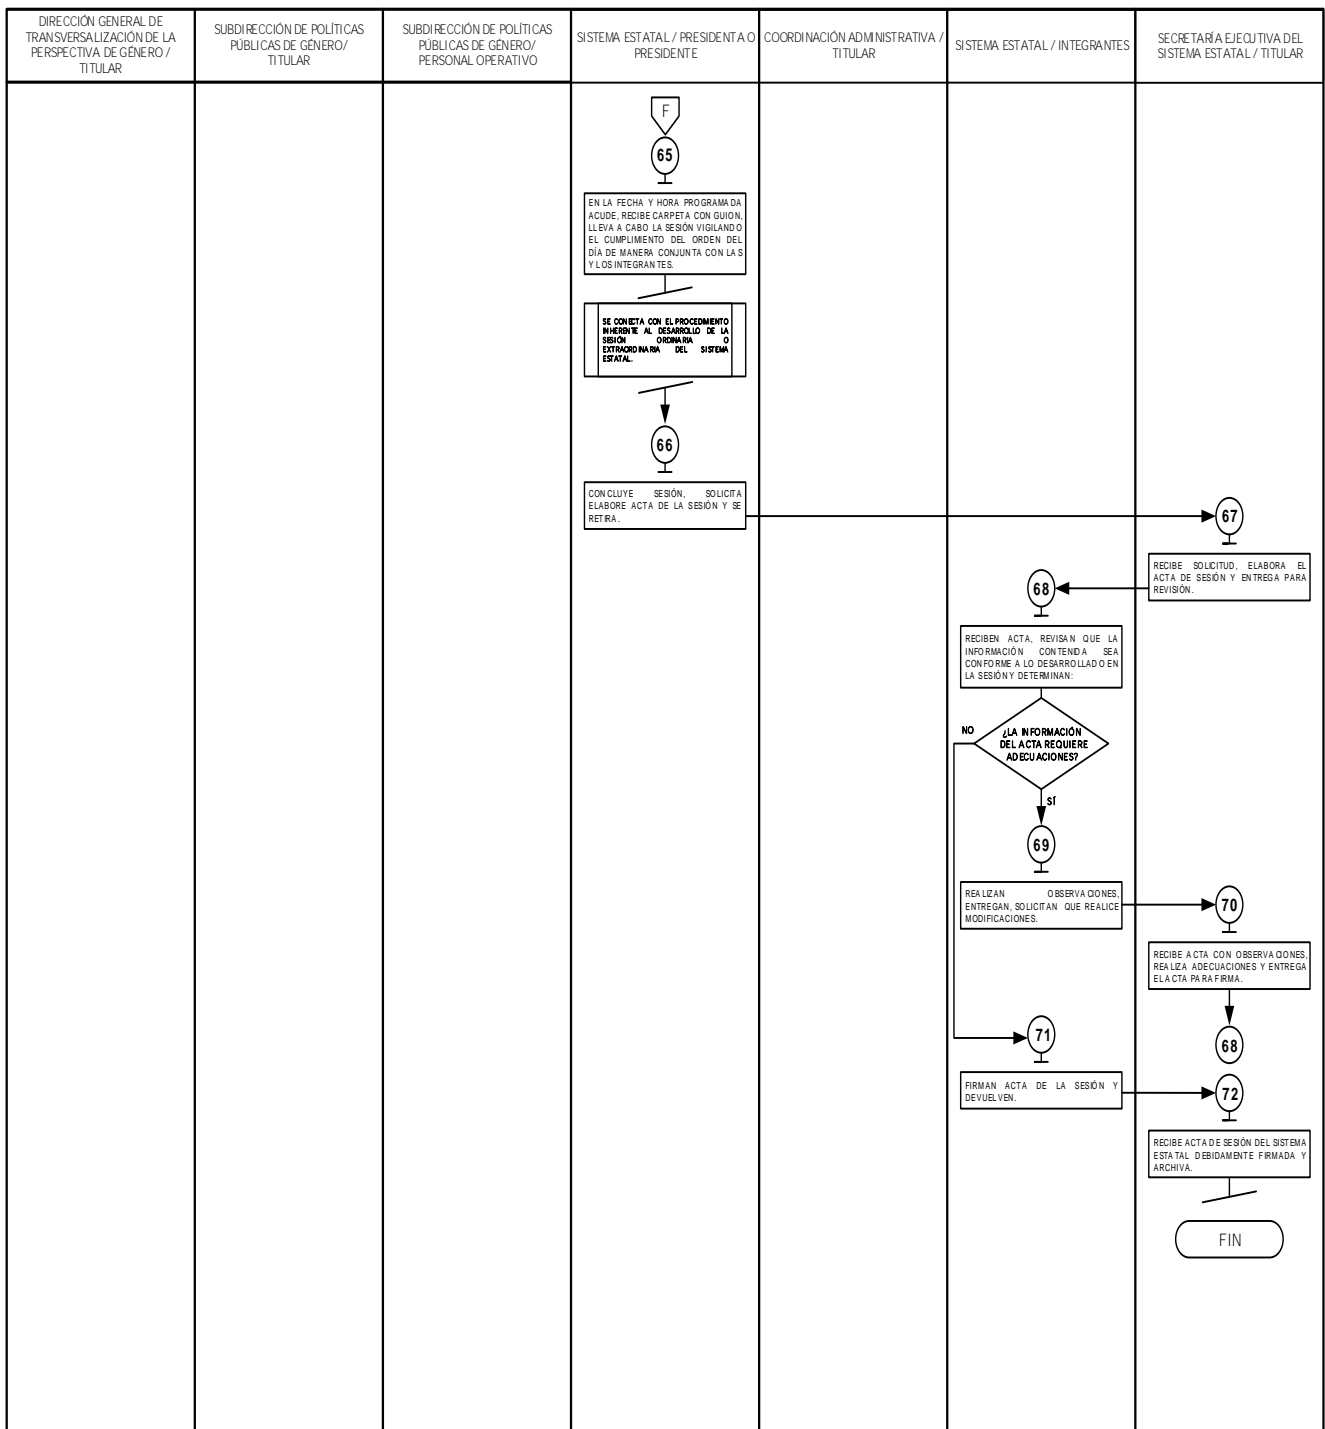 DIRECCIÓN GENERAL DE
TRANSVERSALIZACIÓN DE LA
PERSPECTIVA DE GÉNERO /
TITULAR
SUBDIRECCIÓN DE POLÍTICAS
PÚBLICAS DE GÉNERO/
TITULAR
SUBDIRECCIÓN DE POLÍTICAS
PÚBLICAS DE GÉNERO/
PERSONAL OPERATIVO
SISTEMA ESTATAL / PRESIDENTA O
PRESIDENTE
COORDINACIÓN ADMINISTRATIVA /
TITULAR
SISTEMA ESTATAL / INTEGRANTES
SECRETARÍA EJECUTIVA DEL
SISTEMA ESTATAL / TITULAR
F
65
EN LA FECHA Y HORA PROGRAMADA
ACUDE, RECIBE CARPETA CON GUION,
LLEVA A CABO LA SESIÓN VIGILANDO
EL CUMPLIMIENTO DEL ORDEN DEL
DÍA DE MANERA CONJUNTA CON LAS
Y LOS INTEGRANTES.
SE CONECTA CON EL PROCEDIMIENTO
INHERENTE AL DESARROLLO DE LA
SESIÓN ORDINARIA O
EXTRAORDINARIA DEL SISTEMA
ESTATAL.
66
CONCLUYE SESIÓN, SOLICITA
ELABORE ACTA DE LA SESIÓN Y SE
RETIRA.
67
RECIBE SOLICITUD, ELABORA EL
ACTA DE SESIÓN Y ENTREGA PARA
REVISIÓN.
68
RECIBEN ACTA, REVISAN QUE LA
INFORMACIÓN CONTENIDA SEA
CONFORME A LO DESARROLLADO EN
LA SESIÓN Y DETERMINAN:
NO
¿LA INFORMACIÓN
DEL ACTA REQUIERE
ADECUACIONES?
SÍ
69
REALIZAN OBSERVACIONES,
ENTREGAN, SOLICITAN QUE REALICE
MODIFICACIONES.
70
RECIBE ACTA CON OBSERVACIONES,
REALIZA ADECUACIONES Y ENTREGA
EL ACTA PARA FIRMA.
68
71
FIRMAN ACTA DE LA SESIÓN Y
DEVUELVEN.
72
RECIBE ACTA DE SESIÓN DEL SISTEMA
ESTATAL DEBIDAMENTE FIRMADA Y
ARCHIVA.
FIN